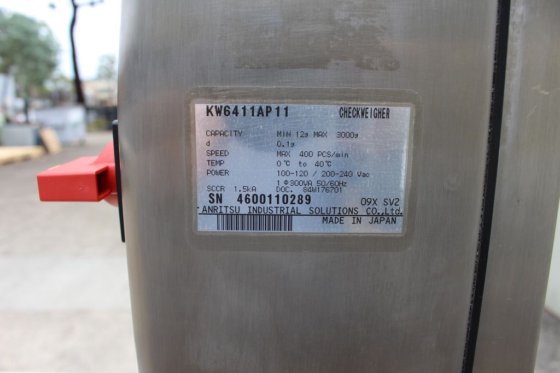 KW6411AP11 CHECKWEIGHER
CAPACITY MIN 12g MAX 3000g
d 0.1g
SPEED MAX 400 PCS/min
TEMP 0℃ to 40℃
POWER 100-120 / 200-240 Vac
1 Φ 300VA 50/60Hz
SCCR 1.5kA DOC. 84W176701
SN 4600110289 09X SV2
ANRITSU INDUSTRIAL SOLUTIONS CO.,Ltd.
MADE IN JAPAN